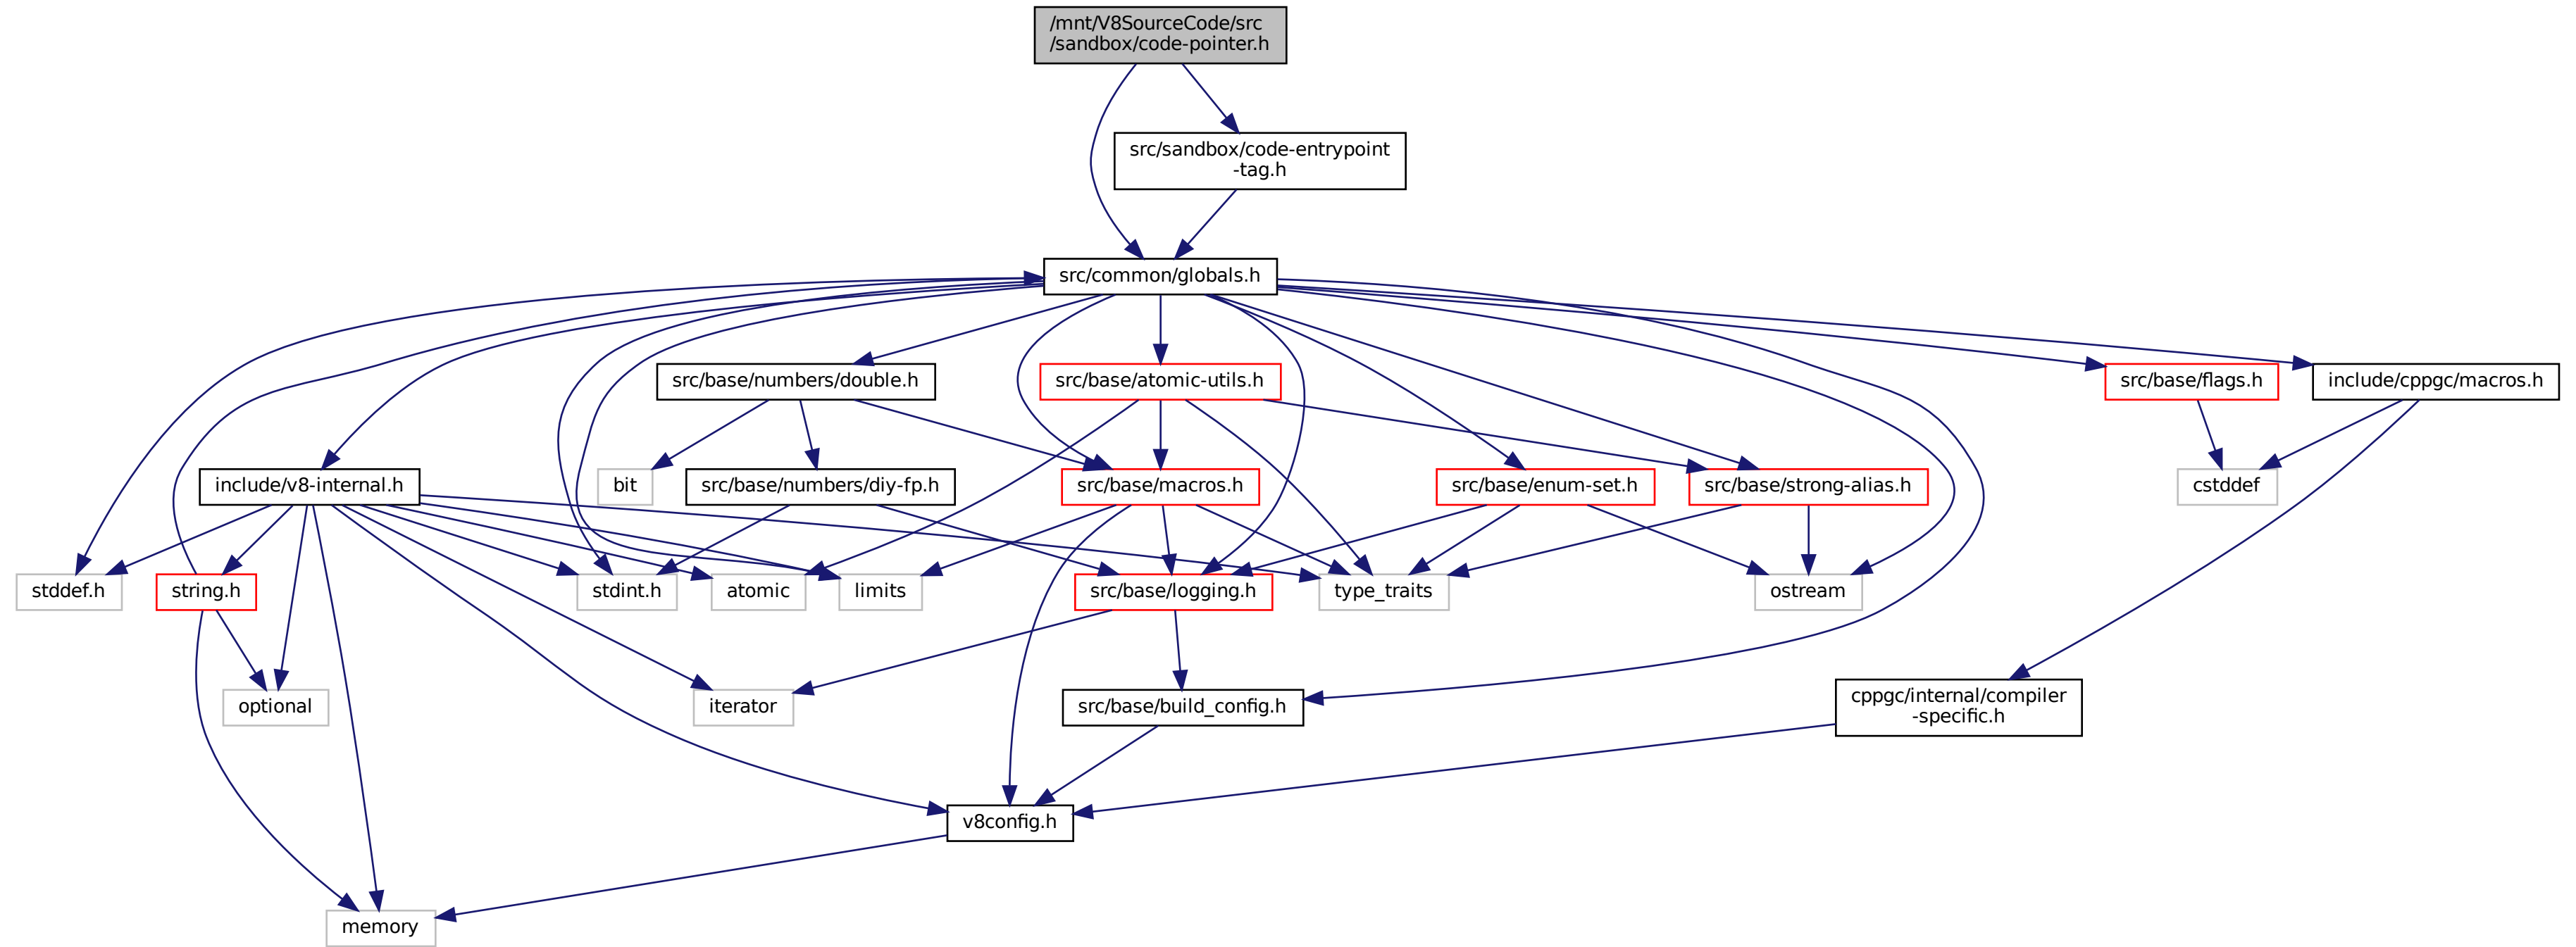 /mnt/V8SourceCode/src
/sandbox/code-pointer.h
src/sandbox/code-entrypoint
-tag.h
src/common/globals.h
src/base/numbers/double.h
src/base/atomic-utils.h
src/base/flags.h
include/cppgc/macros.h
include/v8-internal.h
bit
src/base/numbers/diy-fp.h
src/base/macros.h
src/base/enum-set.h
src/base/strong-alias.h
cstddef
stddef.h
string.h
stdint.h
atomic
limits
src/base/logging.h
type_traits
ostream
optional
iterator
src/base/build_config.h
cppgc/internal/compiler
-specific.h
v8config.h
memory